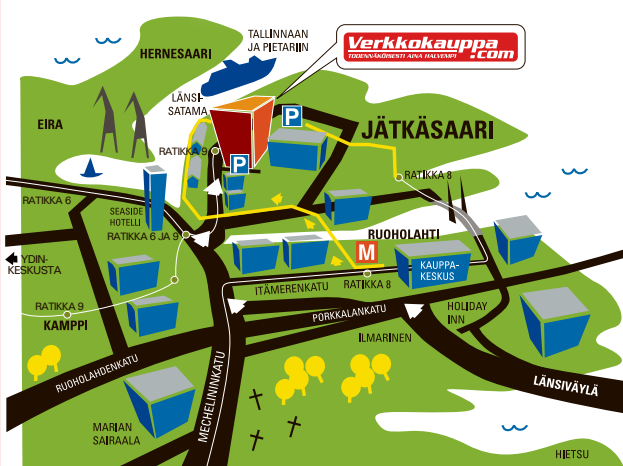 TALLINNAAN
JA PIETARIIN
Verkkokauppa
.com
TODENNÄKÖISESTI AINA HALVEMPI
HERNESAARI
LÄNSI-
SATAMA
EIRA
P
JÄTKÄSAARI
RATIKKA 9
P
RATIKKA 8
RATIKKA 6
SEASIDE
HOTELLI
RATIKKA 6 JA 9
RUOHOLAHTI
M
YDIN-
KESKUSTA
KAUPPA-
KESKUS
ITÄMERENKATU
RATIKKA 8
RATIKKA 9
KAMPPI
PORKKALANKATU
HOLIDAY
INN
ILMARINEN
RUOHOLAHDENKATU
MECHELININKATU
LÄNSIVÄYLÄ
MARIAN
SAIRAALA
HIETSU